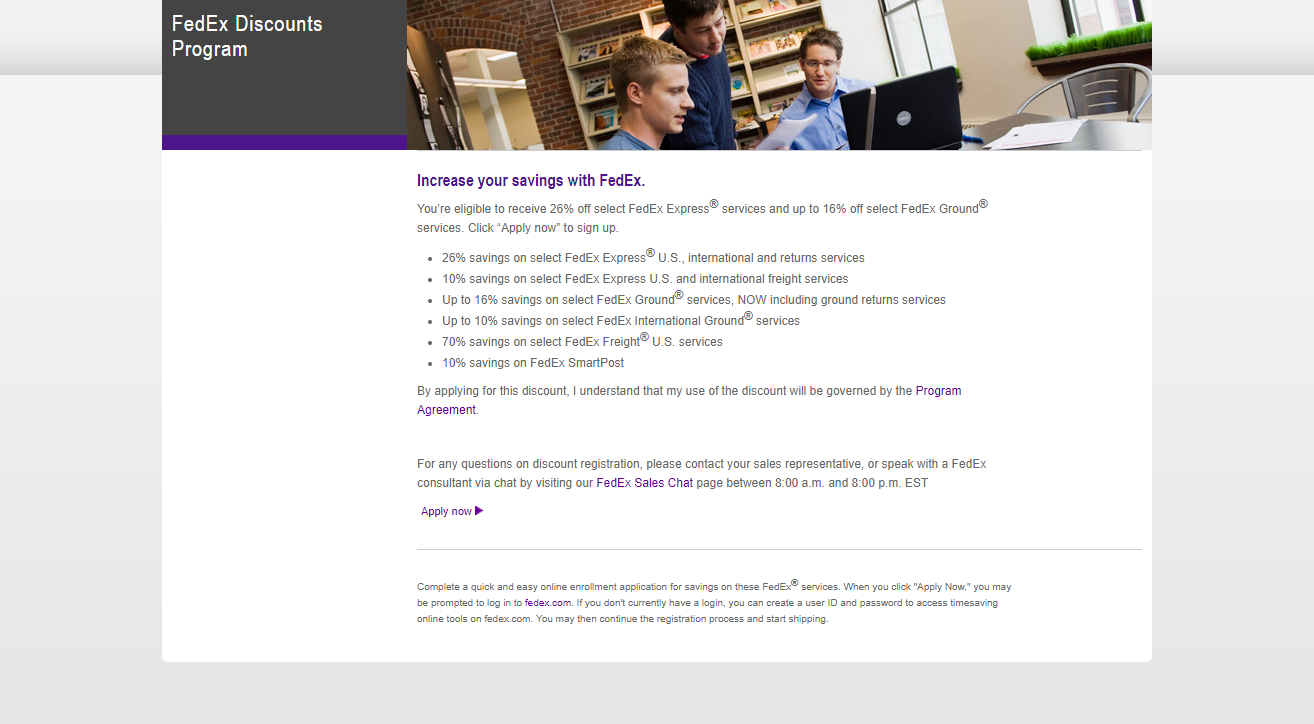 FedEx Discounts
Program
Increase your savings with FedEx.
You’re eligible to receive 26% off select FedEx Express® services and up to 16% off select FedEx Ground®
services. Click “Apply now” to sign up.
• 26% savings on select FedEx Express® U.S., international and returns services
• 10% savings on select FedEx Express U.S. and international freight services
• Up to 16% savings on select FedEx Ground® services, NOW including ground returns services
• Up to 10% savings on select FedEx International Ground® services
• 70% savings on select FedEx Freight® U.S. services
• 10% savings on FedEx SmartPost
By applying for this discount, I understand that my use of the discount will be governed by the Program
Agreement.
For any questions on discount registration, please contact your sales representative, or speak with a FedEx
consultant via chat by visiting our FedEx Sales Chat page between 8:00 a.m. and 8:00 p.m. EST
Apply now
Complete a quick and easy online enrollment application for savings on these FedEx® services. When you click "Apply Now," you may
be prompted to log in to fedex.com. If you don't currently have a login, you can create a user ID and password to access timesaving
online tools on fedex.com. You may then continue the registration process and start shipping.